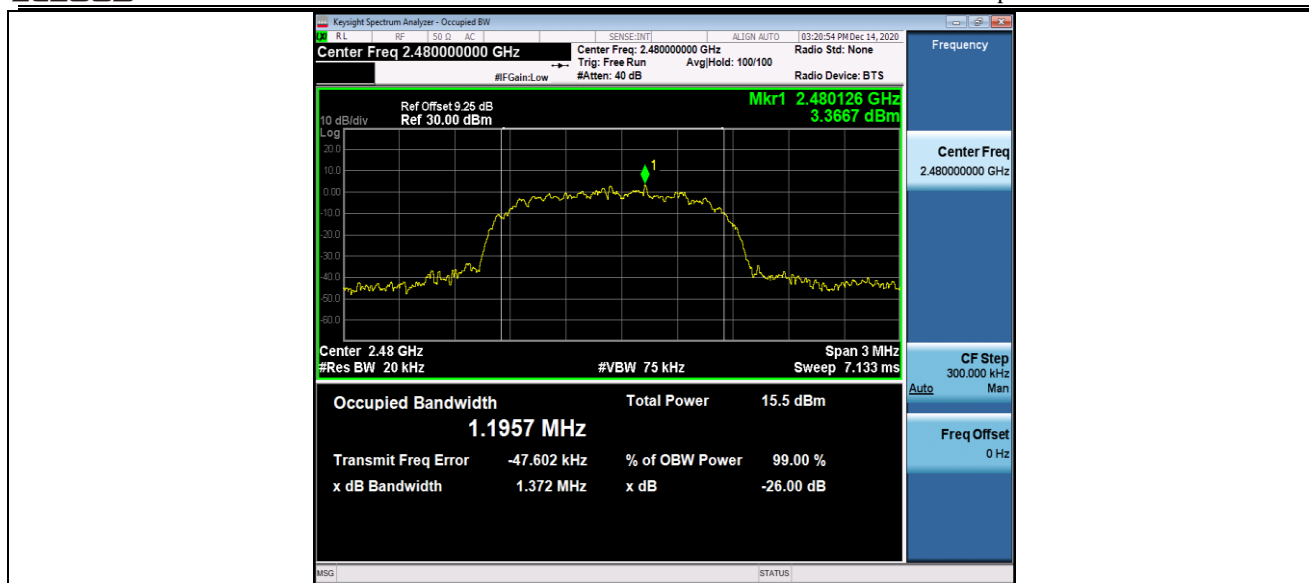 Keysight Spectrum Analyzer - Occupied BW
LXI RL RF 50 Ω AC SENSE:INT ALIGN AUTO 03:20:54 PM Dec 14, 2020
Center Freq 2.480000000 GHz
Center Freq: 2.480000000 GHz
Radio Std: None
Trig: Free Run Avg|Hold: 100/100
#IFGain:Low
#Atten: 40 dB
Radio Device: BTS
Mkr1 2.480126 GHz
3.3667 dBm
Ref Offset 9.25 dB
10 dB/div Ref 30.00 dBm
Log
20.0
10.0
1
0.00
-10.0
-20.0
-30.0
-40.0
-50.0
-60.0
Center 2.48 GHz Span 3 MHz
#Res BW 20 kHz #VBW 75 kHz Sweep 7.133 ms
Occupied Bandwidth Total Power 15.5 dBm
1.1957 MHz
Transmit Freq Error -47.602 kHz % of OBW Power 99.00 %
x dB Bandwidth 1.372 MHz x dB -26.00 dB
MSG STATUS
Frequency
Center Freq
2.480000000 GHz
CF Step
300.000 kHz
Auto Man
Freq Offset
0 Hz